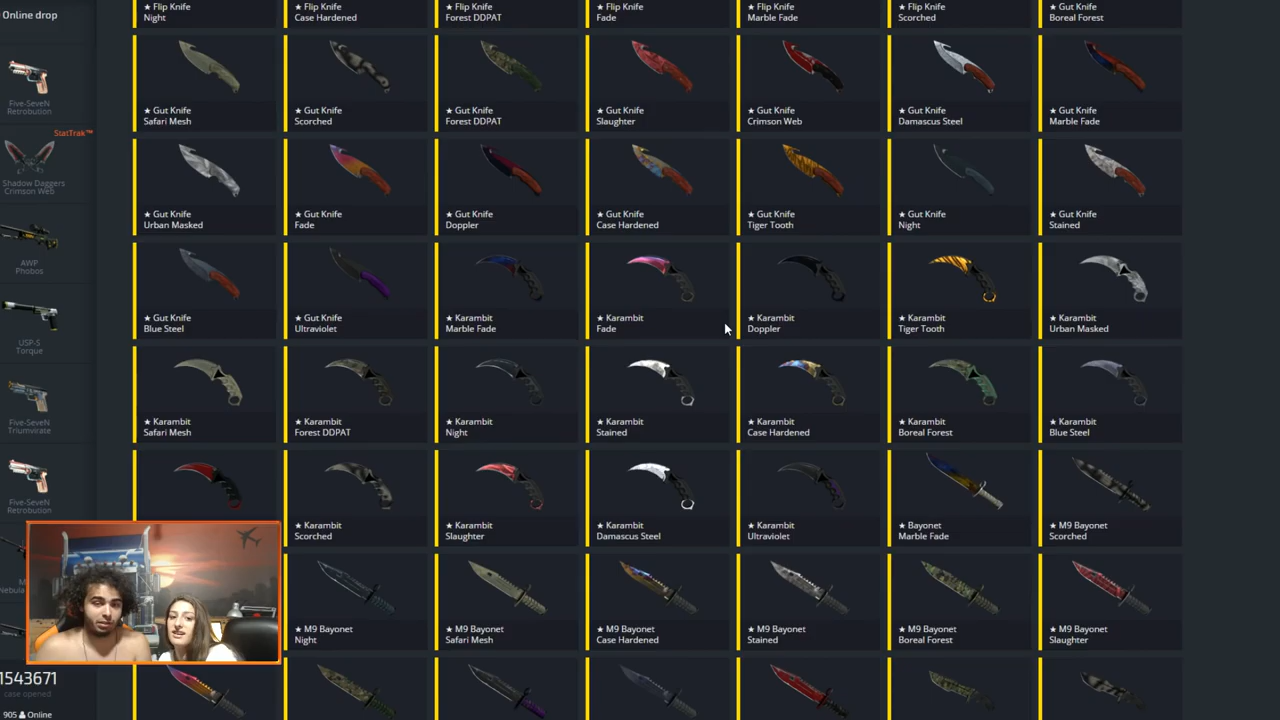 Online drop
★ Flip Knife
Night
★ Flip Knife
Case Hardened
★ Flip Knife
Forest DDPAT
★ Flip Knife
Fade
★ Flip Knife
Marble Fade
★ Flip Knife
Scorched
★ Gut Knife
Boreal Forest
Five-SeveN
Retrobution
★ Gut Knife
Safari Mesh
★ Gut Knife
Scorched
★ Gut Knife
Forest DDPAT
★ Gut Knife
Slaughter
★ Gut Knife
Crimson Web
★ Gut Knife
Damascus Steel
★ Gut Knife
Marble Fade
StatTrak™
Shadow Daggers
Crimson Web
★ Gut Knife
Urban Masked
★ Gut Knife
Fade
★ Gut Knife
Doppler
★ Gut Knife
Case Hardened
★ Gut Knife
Tiger Tooth
★ Gut Knife
Night
★ Gut Knife
Stained
AWP
Phobos
★ Gut Knife
Blue Steel
★ Gut Knife
Ultraviolet
★ Karambit
Marble Fade
★ Karambit
Fade
★ Karambit
Doppler
★ Karambit
Tiger Tooth
★ Karambit
Urban Masked
USP-S
Torque
★ Karambit
Safari Mesh
★ Karambit
Forest DDPAT
★ Karambit
Night
★ Karambit
Stained
★ Karambit
Case Hardened
★ Karambit
Boreal Forest
★ Karambit
Blue Steel
Five-SeveN
Triumvirate
Five-SeveN
Retrobution
★ Karambit
Scorched
★ Karambit
Slaughter
★ Karambit
Damascus Steel
★ Karambit
Ultraviolet
★ Bayonet
Marble Fade
★ M9 Bayonet
Scorched
★ M9 Bayonet
Night
★ M9 Bayonet
Safari Mesh
★ M9 Bayonet
Case Hardened
★ M9 Bayonet
Stained
★ M9 Bayonet
Boreal Forest
★ M9 Bayonet
Slaughter
1543671
case opened
905 Online